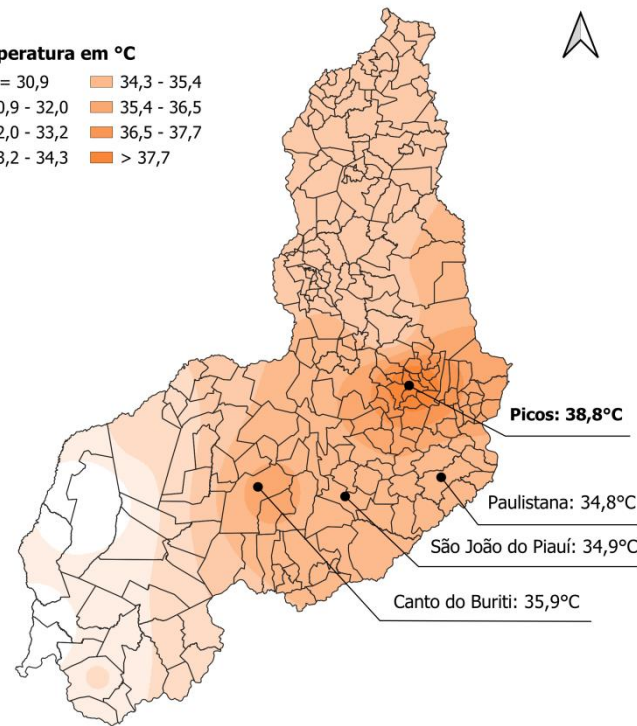 peratura em °C
= 30,9
0,9 - 32,0
2,0 - 33,2
3,2 - 34,3
34,3 - 35,4
35,4 - 36,5
36,5 - 37,7
> 37,7
Picos: 38,8°C
Paulistana: 34,8°C
São João do Piauí: 34,9°C
Canto do Buriti: 35,9°C